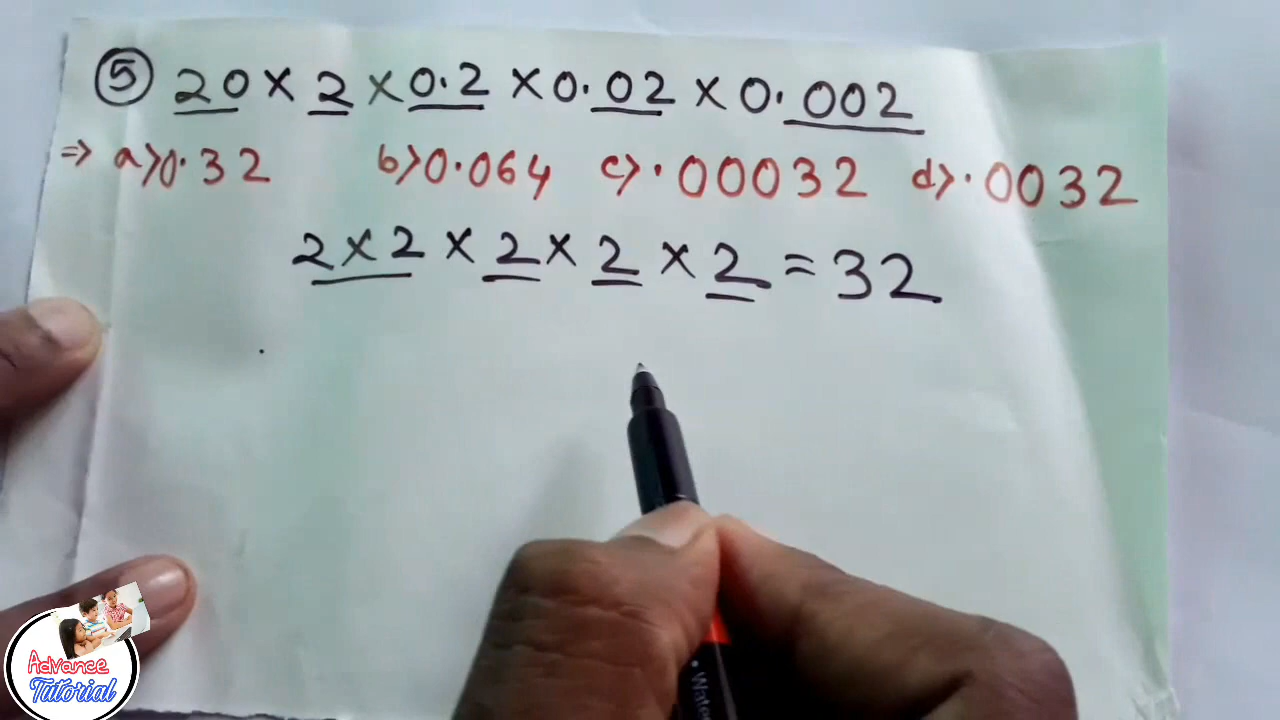 ⑤ 20 × 2 × 0.2 × 0.02 × 0.002
⇒ a> 0.32 b> 0.064 c> .00032 d> .0032
2 × 2 × 2 × 2 × 2 = 32
Advance
Tutorial